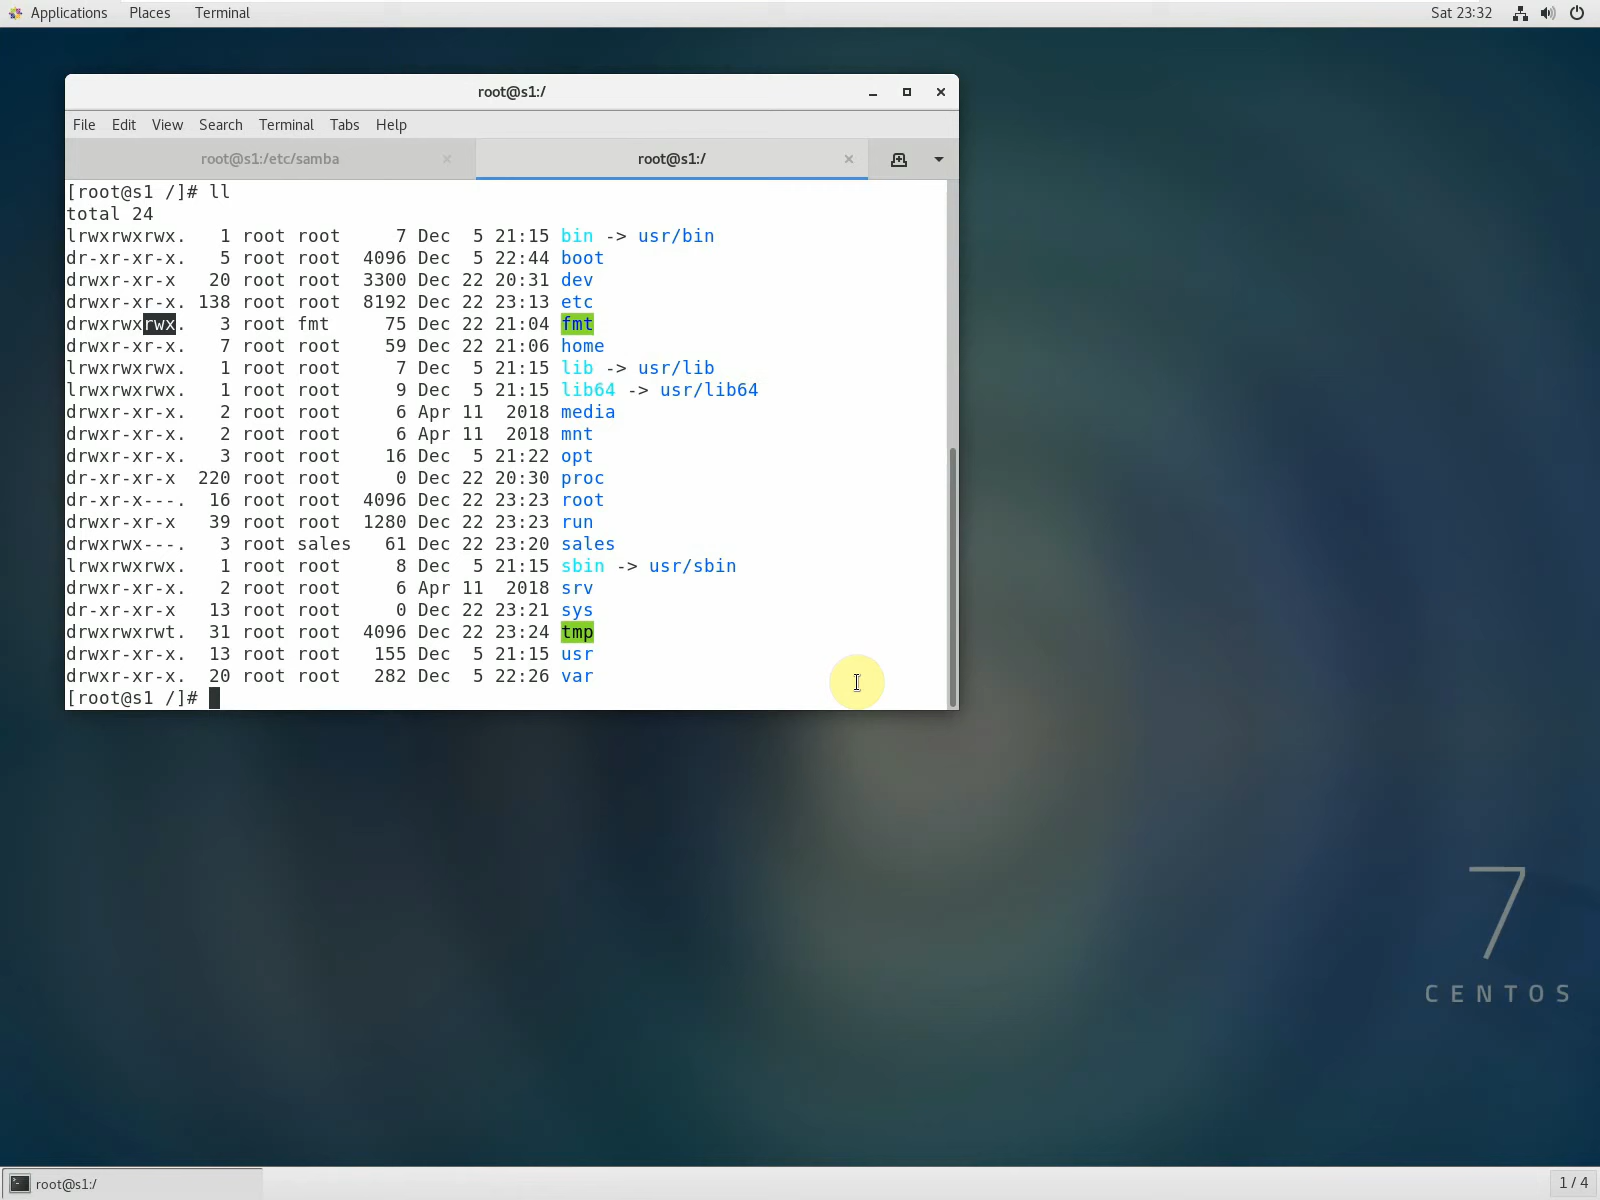 Applications Places Terminal Sat 23:32
root@s1:/
File Edit View Search Terminal Tabs Help
root@s1:/etc/samba root@s1:/
[root@s1 /]# ll
total 24
lrwxrwxrwx.   1 root root     7 Dec  5 21:15 bin -> usr/bin
dr-xr-xr-x.   5 root root  4096 Dec  5 22:44 boot
drwxr-xr-x   20 root root  3300 Dec 22 20:31 dev
drwxr-xr-x. 138 root root  8192 Dec 22 23:13 etc
drwxrwxrwx.   3 root fmt     75 Dec 22 21:04 fmt
drwxr-xr-x.   7 root root    59 Dec 22 21:06 home
lrwxrwxrwx.   1 root root     7 Dec  5 21:15 lib -> usr/lib
lrwxrwxrwx.   1 root root     9 Dec  5 21:15 lib64 -> usr/lib64
drwxr-xr-x.   2 root root     6 Apr 11  2018 media
drwxr-xr-x.   2 root root     6 Apr 11  2018 mnt
drwxr-xr-x.   3 root root    16 Dec  5 21:22 opt
dr-xr-xr-x  220 root root     0 Dec 22 20:30 proc
dr-xr-x---.  16 root root  4096 Dec 22 23:23 root
drwxr-xr-x   39 root root  1280 Dec 22 23:23 run
drwxrwx---.   3 root sales   61 Dec 22 23:20 sales
lrwxrwxrwx.   1 root root     8 Dec  5 21:15 sbin -> usr/sbin
drwxr-xr-x.   2 root root     6 Apr 11  2018 srv
dr-xr-xr-x   13 root root     0 Dec 22 23:21 sys
drwxrwxrwt.  31 root root  4096 Dec 22 23:24 tmp
drwxr-xr-x.  13 root root   155 Dec  5 21:15 usr
drwxr-xr-x.  20 root root   282 Dec  5 22:26 var
[root@s1 /]#
7
CENTOS
root@s1:/ 1 / 4